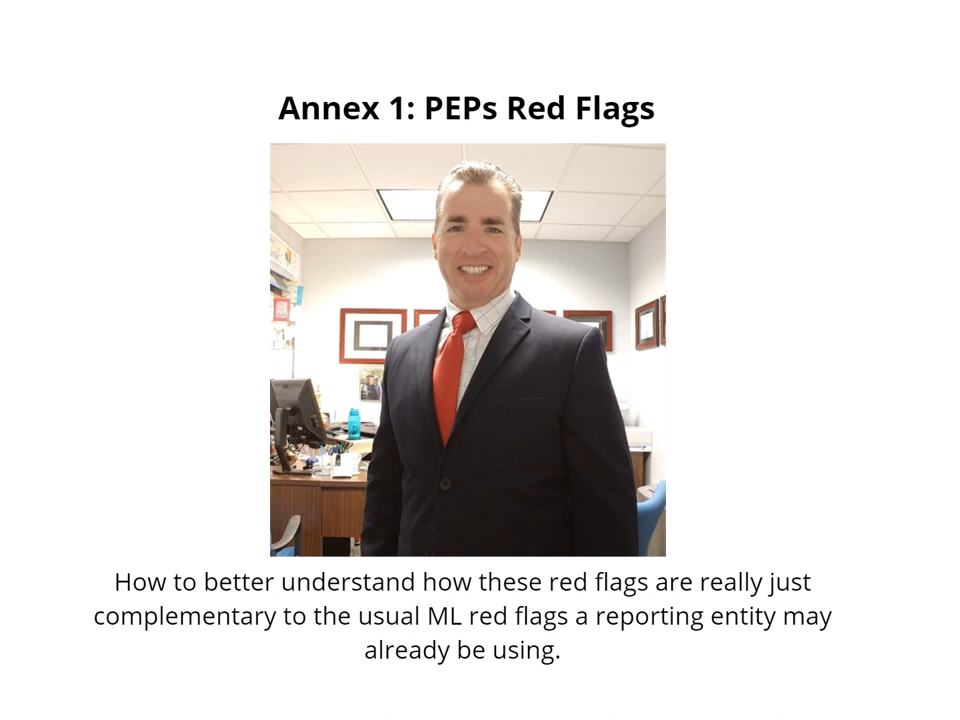 Annex 1: PEPs Red Flags
How to better understand how these red flags are really just
complementary to the usual ML red flags a reporting entity may
already be using.